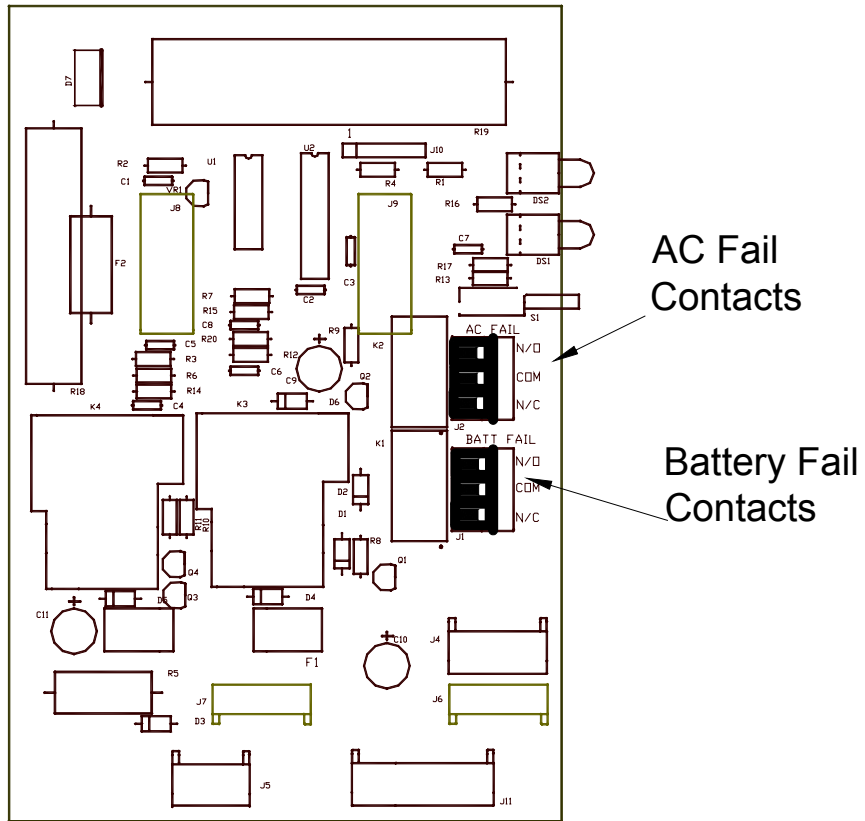 D7
R19
1
J10
U1
U2
R2
C1
VR1
R4
R1
DS2
J8
J9
R16
F2
C7
DS1
AC Fail
Contacts
R17
R13
C3
R7
C2
S1
R15
C8
R20
R9
AC FAIL
N/O
K2
C5
R3
R12
R6
C6
Q2
COM
C9
R18
R14
D6
N/C
C4
K4
K3
J2
K1
BATT FAIL
N/O
Battery Fail
Contacts
COM
D2
D1
N/C
R11
R10
R8
J1
Q4
Q1
Q3
D5
D4
C11
C10
J4
F1
R5
J7
J6
D3
J5
J11